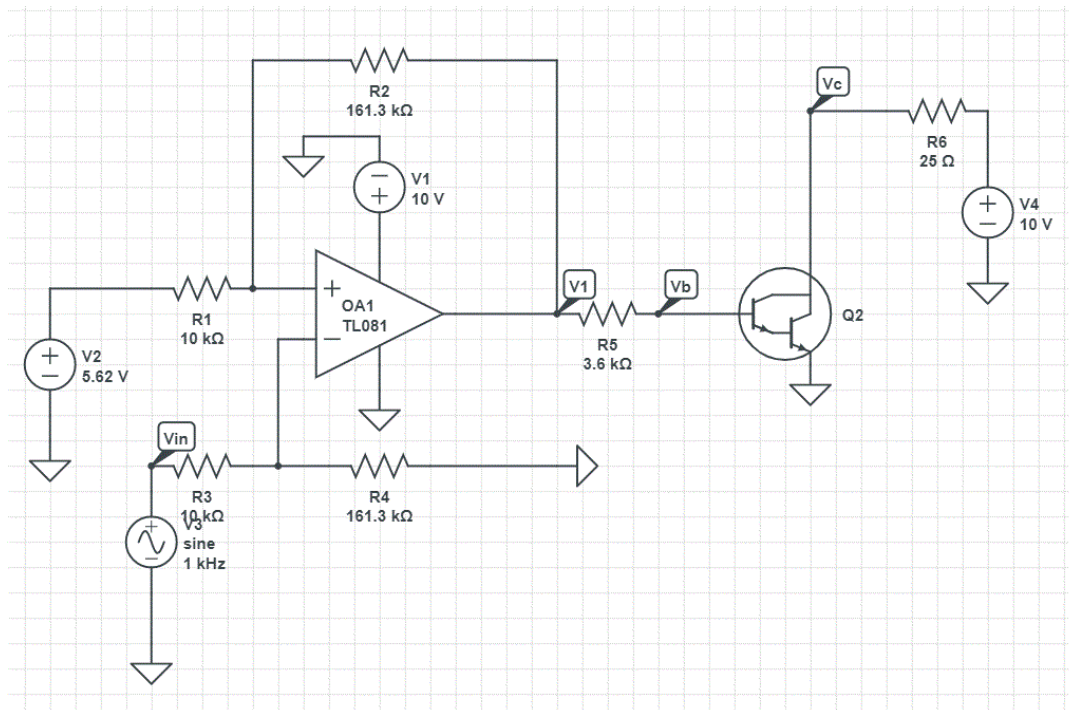 R2
161.3 kΩ
Vc
R6
25 Ω
V1
10 V
V4
10 V
OA1
TL081
R1
10 kΩ
V1
Vb
R5
3.6 kΩ
Q2
V2
5.62 V
Vin
R3
10 kΩ
R4
161.3 kΩ
V3
sine
1 kHz